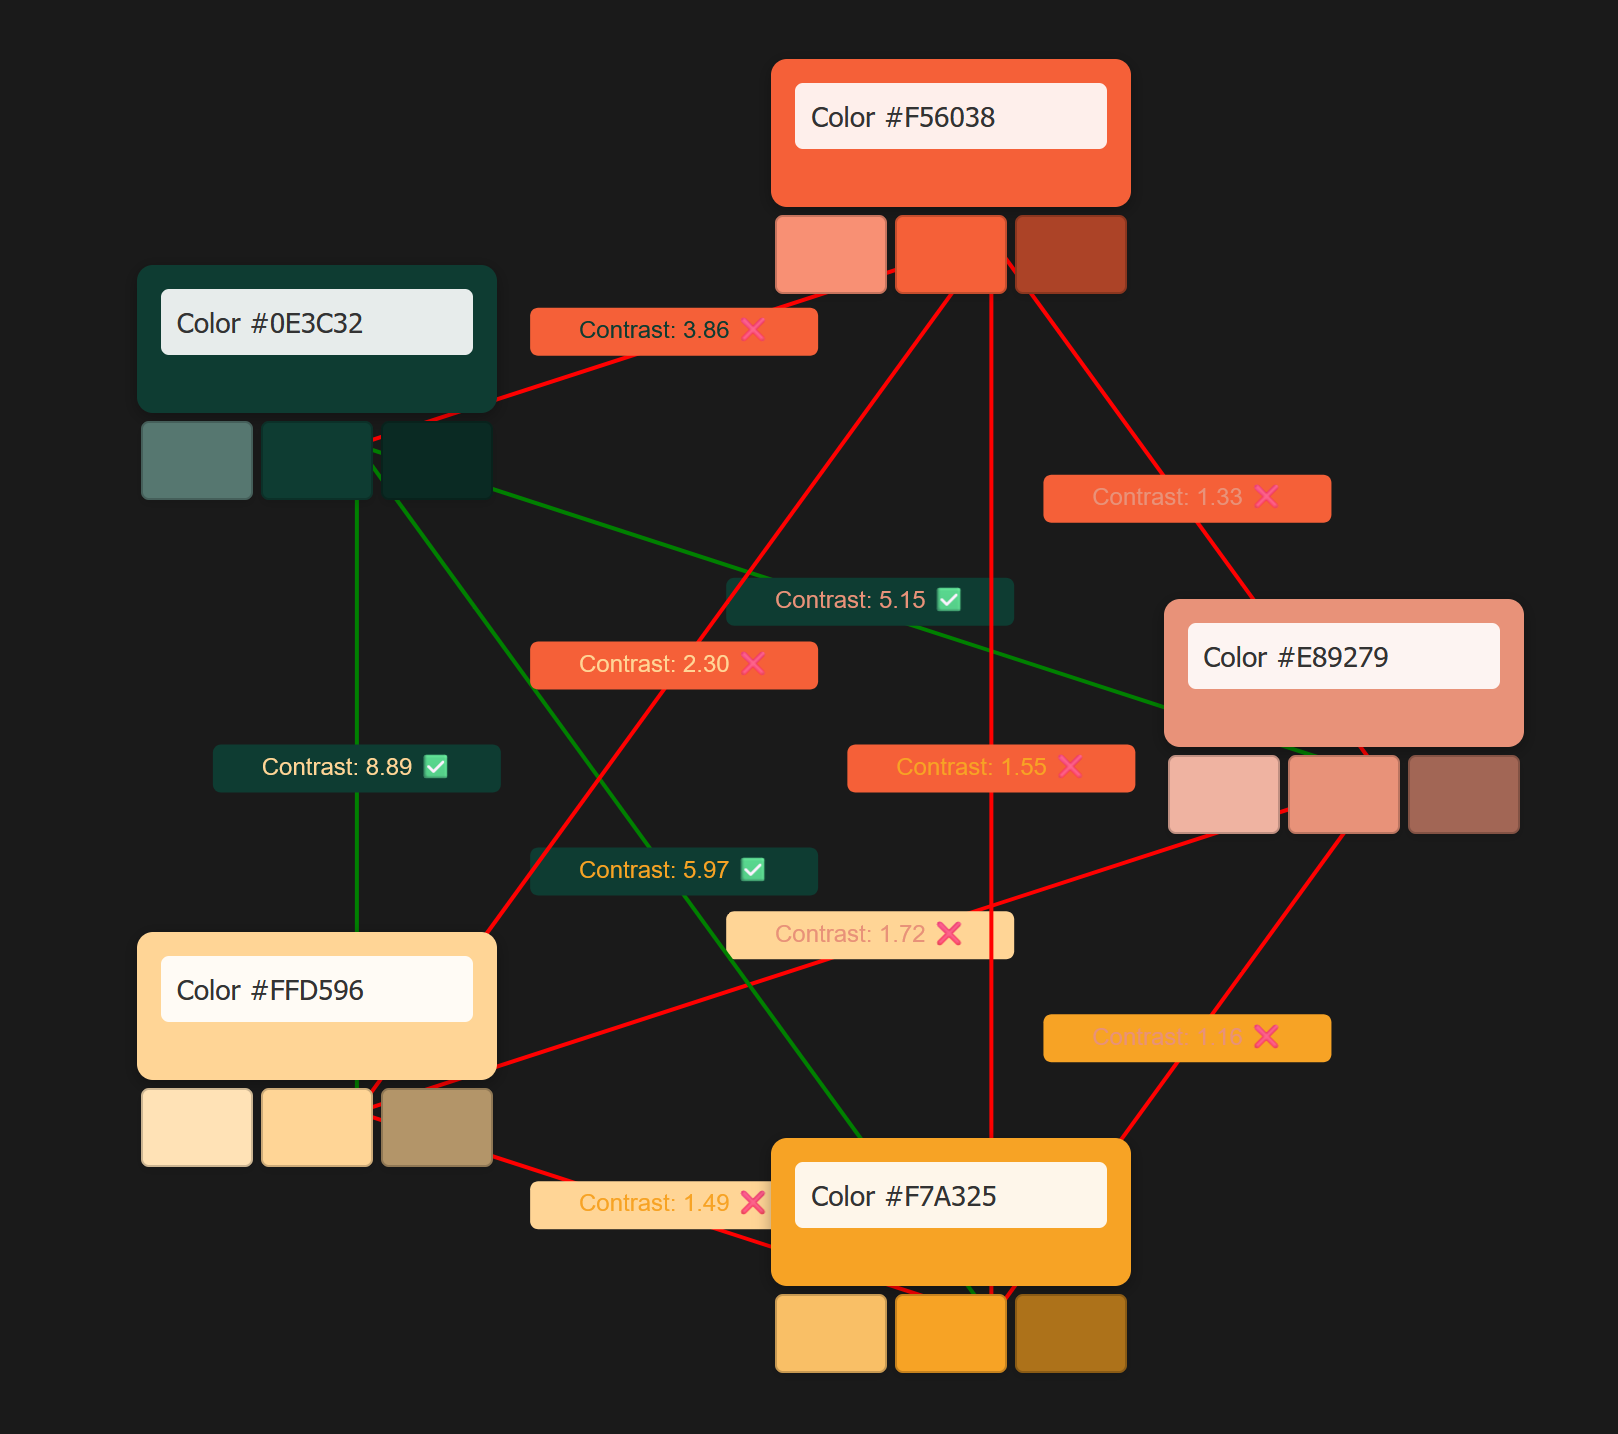 Color #F56038
Color #0E3C32
Contrast: 3.86 ❌
Contrast: 1.33 ❌
Contrast: 5.15 ✅
Contrast: 2.30 ❌
Color #E89279
Contrast: 8.89 ✅
Contrast: 1.55 ❌
Contrast: 5.97 ✅
Contrast: 1.72 ❌
Color #FFD596
Contrast: 1.16 ❌
Contrast: 1.49 ❌
Color #F7A325